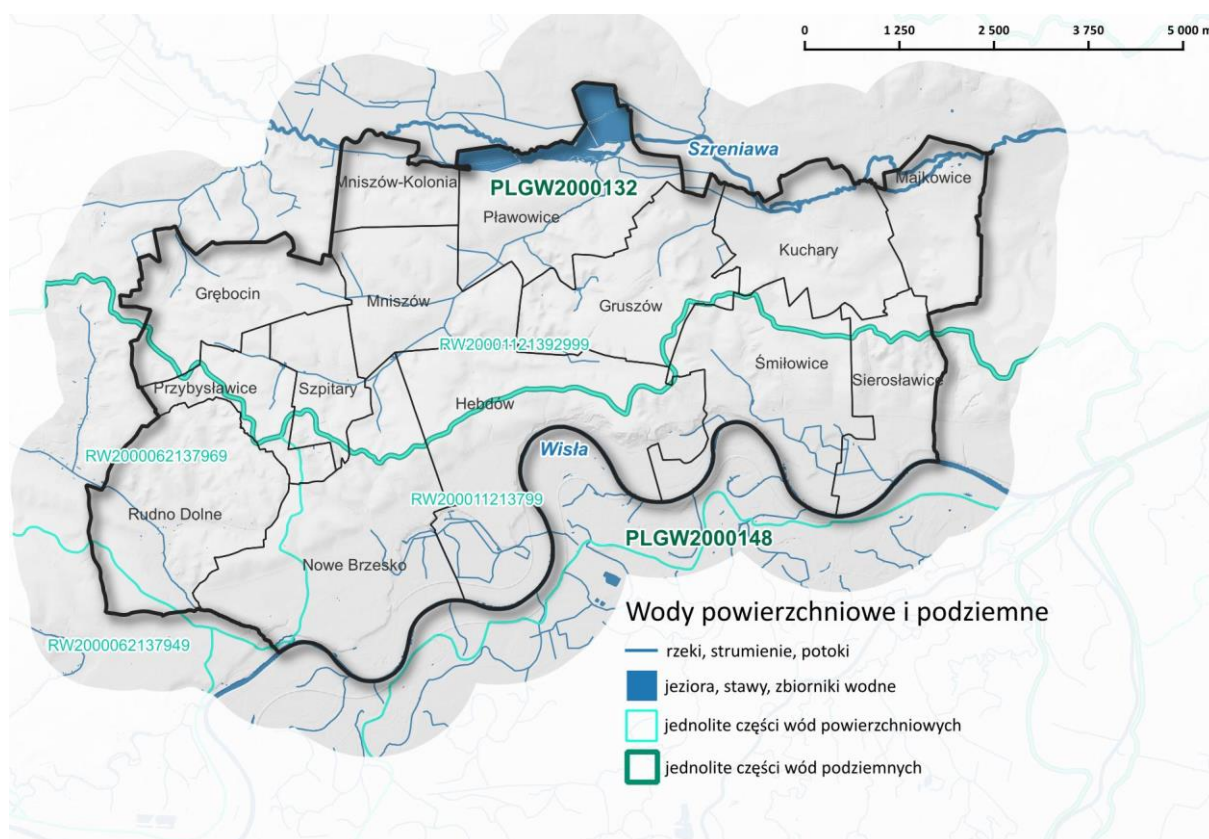 0 1 250 2 500 3 750 5 000 m
Szreniawa
Majkowice
Mniszów-Kolonia
PLGW2000132
Pławowice
Kuchary
Grębocin
Mniszów
Gruszów
RW20001121392999
Przybysławice
Szpitary
Śmiłowice
Sierosławice
Hebdów
Wisła
RW2000062137969
RW200011213799
Rudno Dolne
PLGW2000148
Nowe Brzesko
RW2000062137949
Wody powierzchniowe i podziemne
rzeki, strumienie, potoki
jeziora, stawy, zbiorniki wodne
jednolite części wód powierzchniowych
jednolite części wód podziemnych